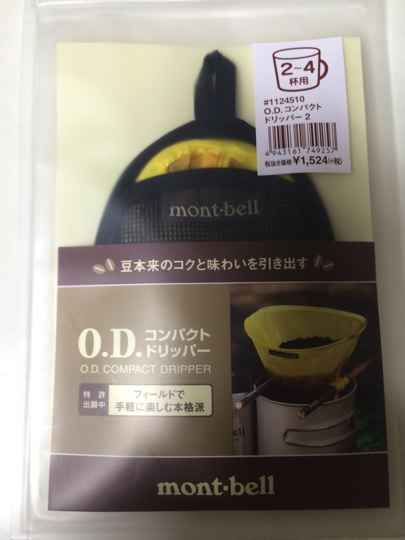 2〜4
杯用
#1124510
O.D.コンパクト
ドリッパー 2
4 943161 749257
税抜き価格 ¥1,524(+税)
mont-bell
豆本来のコクと味わいを引き出す
O.D. コンパクト
ドリッパー
O.D. COMPACT DRIPPER
特許
出願中
フィールドで
手軽に楽しむ本格派
mont-bell